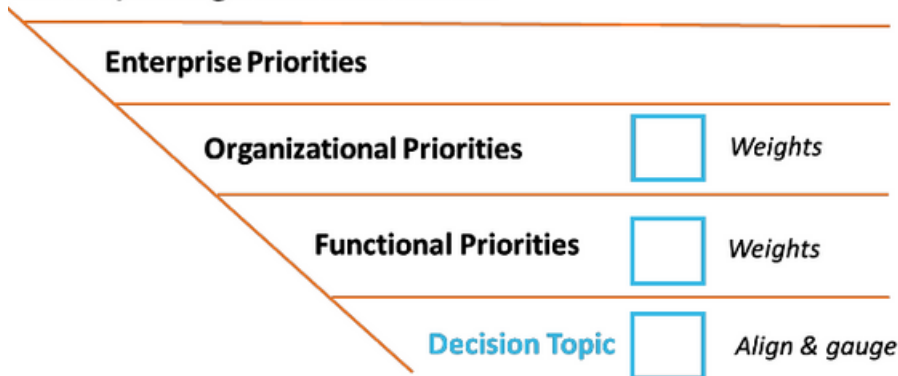 Enterprise Priorities
Organizational Priorities Weights
Functional Priorities Weights
Decision Topic Align & gauge